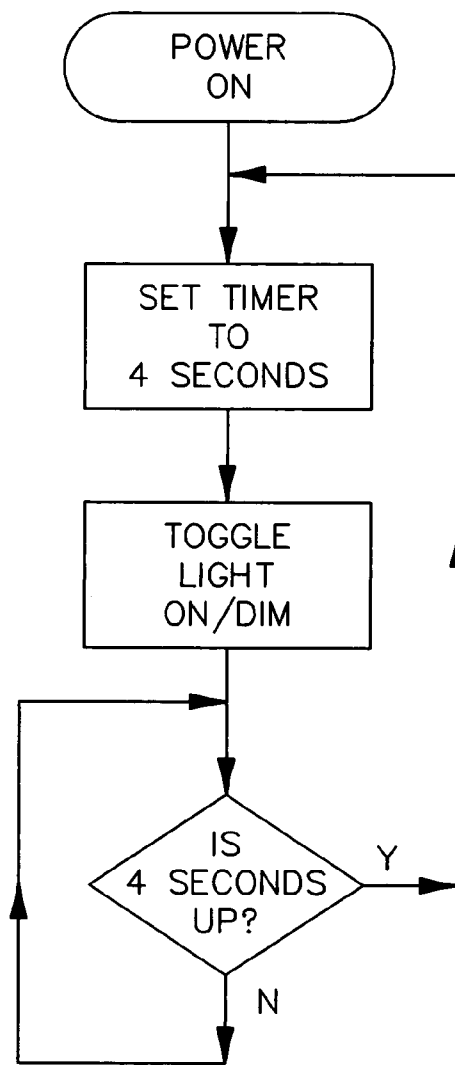 POWER
ON
SET TIMER
TO
4 SECONDS
TOGGLE
LIGHT
ON/DIM
IS
4 SECONDS
UP?
Y
N